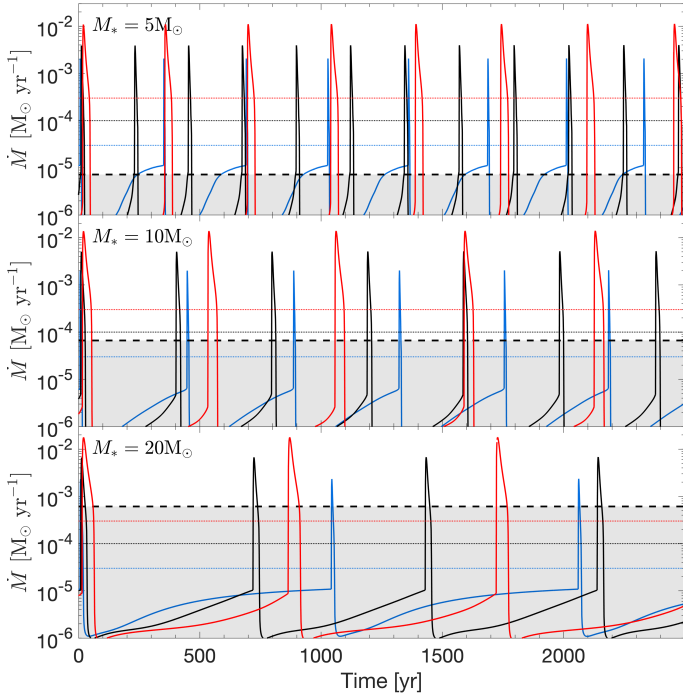 M* = 5M⊙
10⁻²
10⁻³
10⁻⁴
10⁻⁵
10⁻⁶
Ṁ [M⊙ yr⁻¹]
M* = 10M⊙
10⁻²
10⁻³
10⁻⁴
10⁻⁵
10⁻⁶
Ṁ [M⊙ yr⁻¹]
M* = 20M⊙
10⁻²
10⁻³
10⁻⁴
10⁻⁵
10⁻⁶
Ṁ [M⊙ yr⁻¹]
0 500 1000 1500 2000
Time [yr]